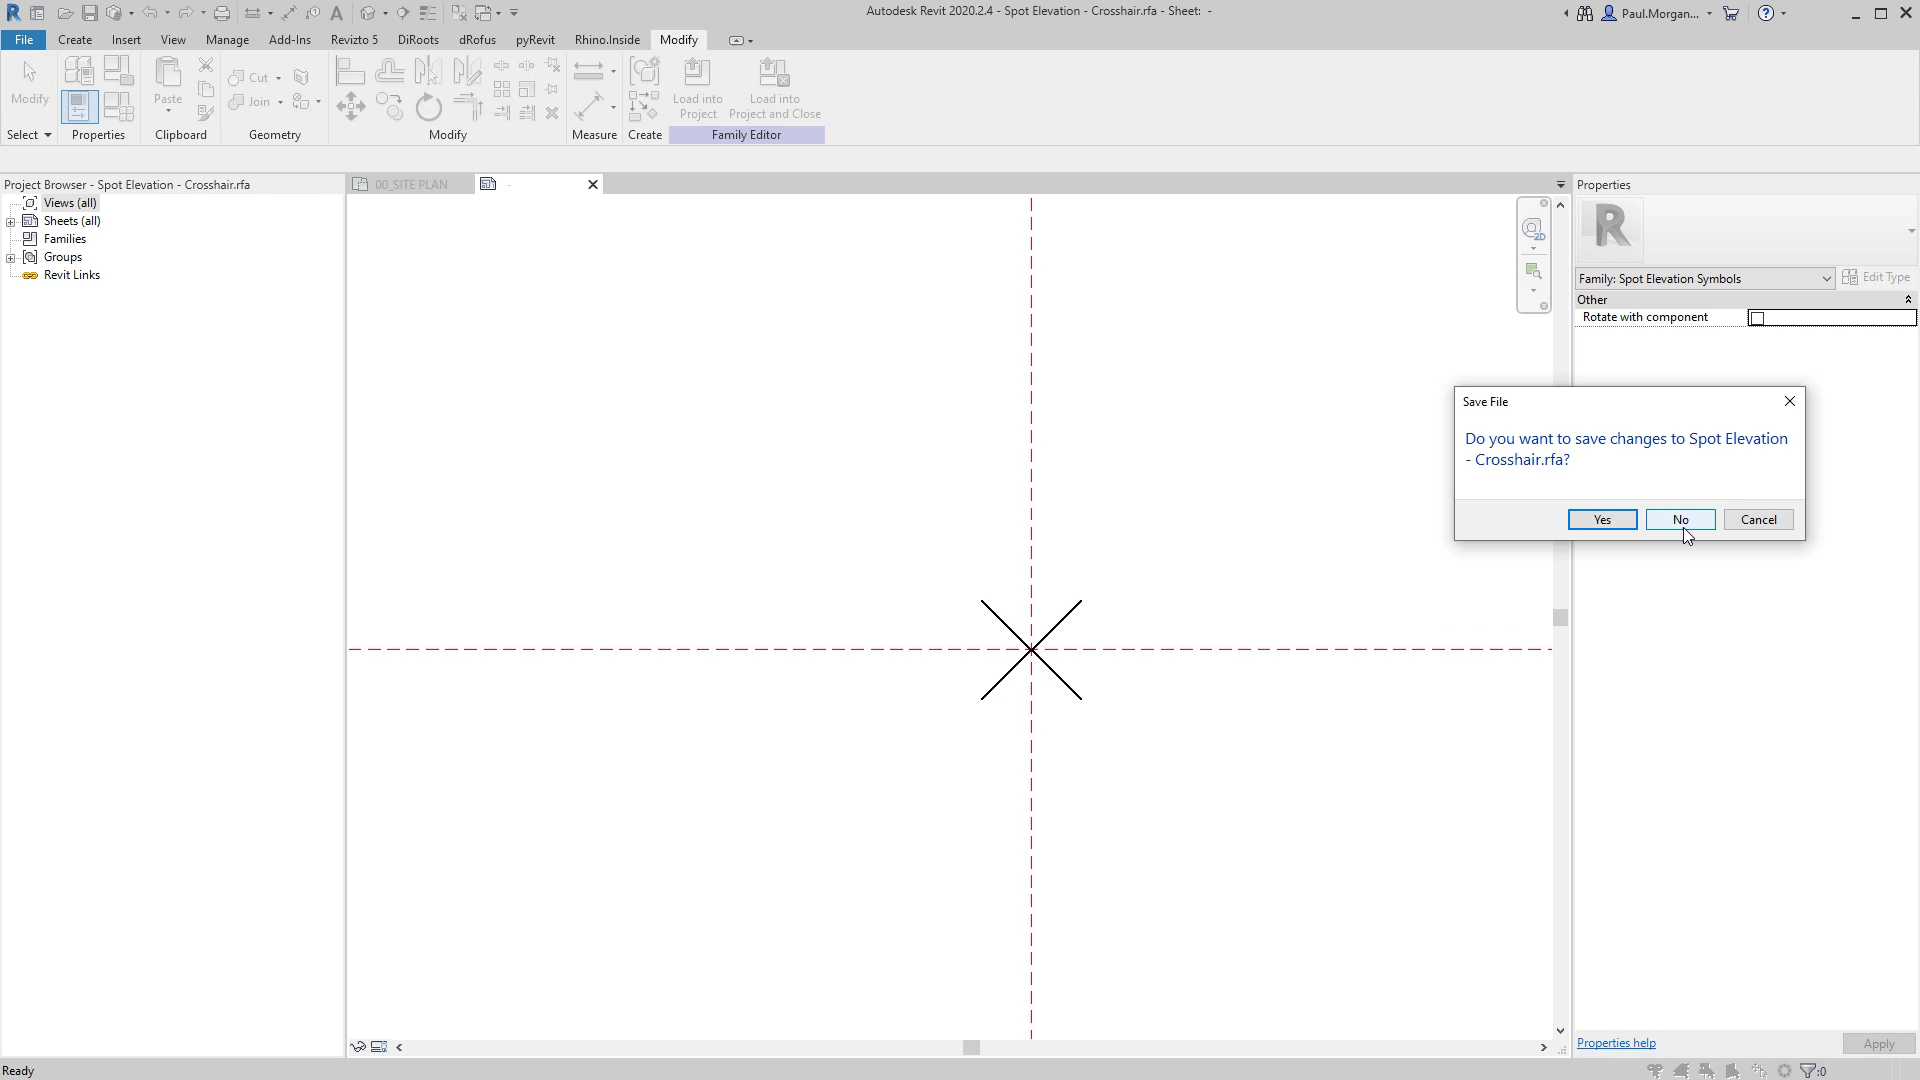 Autodesk Revit 2020.2.4 - Spot Elevation - Crosshair.rfa - Sheet: -
Paul.Morgan...
File Create Insert View Manage Add-Ins Revizto 5 DiRoots dRofus pyRevit Rhino.Inside Modify
Modify
Paste
Cut
Join
Load into
Project
Load into
Project and Close
Select Properties Clipboard Geometry Modify Measure Create Family Editor
Project Browser - Spot Elevation - Crosshair.rfa
Views (all)
Sheets (all)
Families
Groups
Revit Links
00_SITE PLAN
-
2D
Properties
R
Family: Spot Elevation Symbols
Edit Type
Other
Rotate with component
Save File
Do you want to save changes to Spot Elevation
- Crosshair.rfa?
Yes No Cancel
Properties help
Apply
Ready
:0